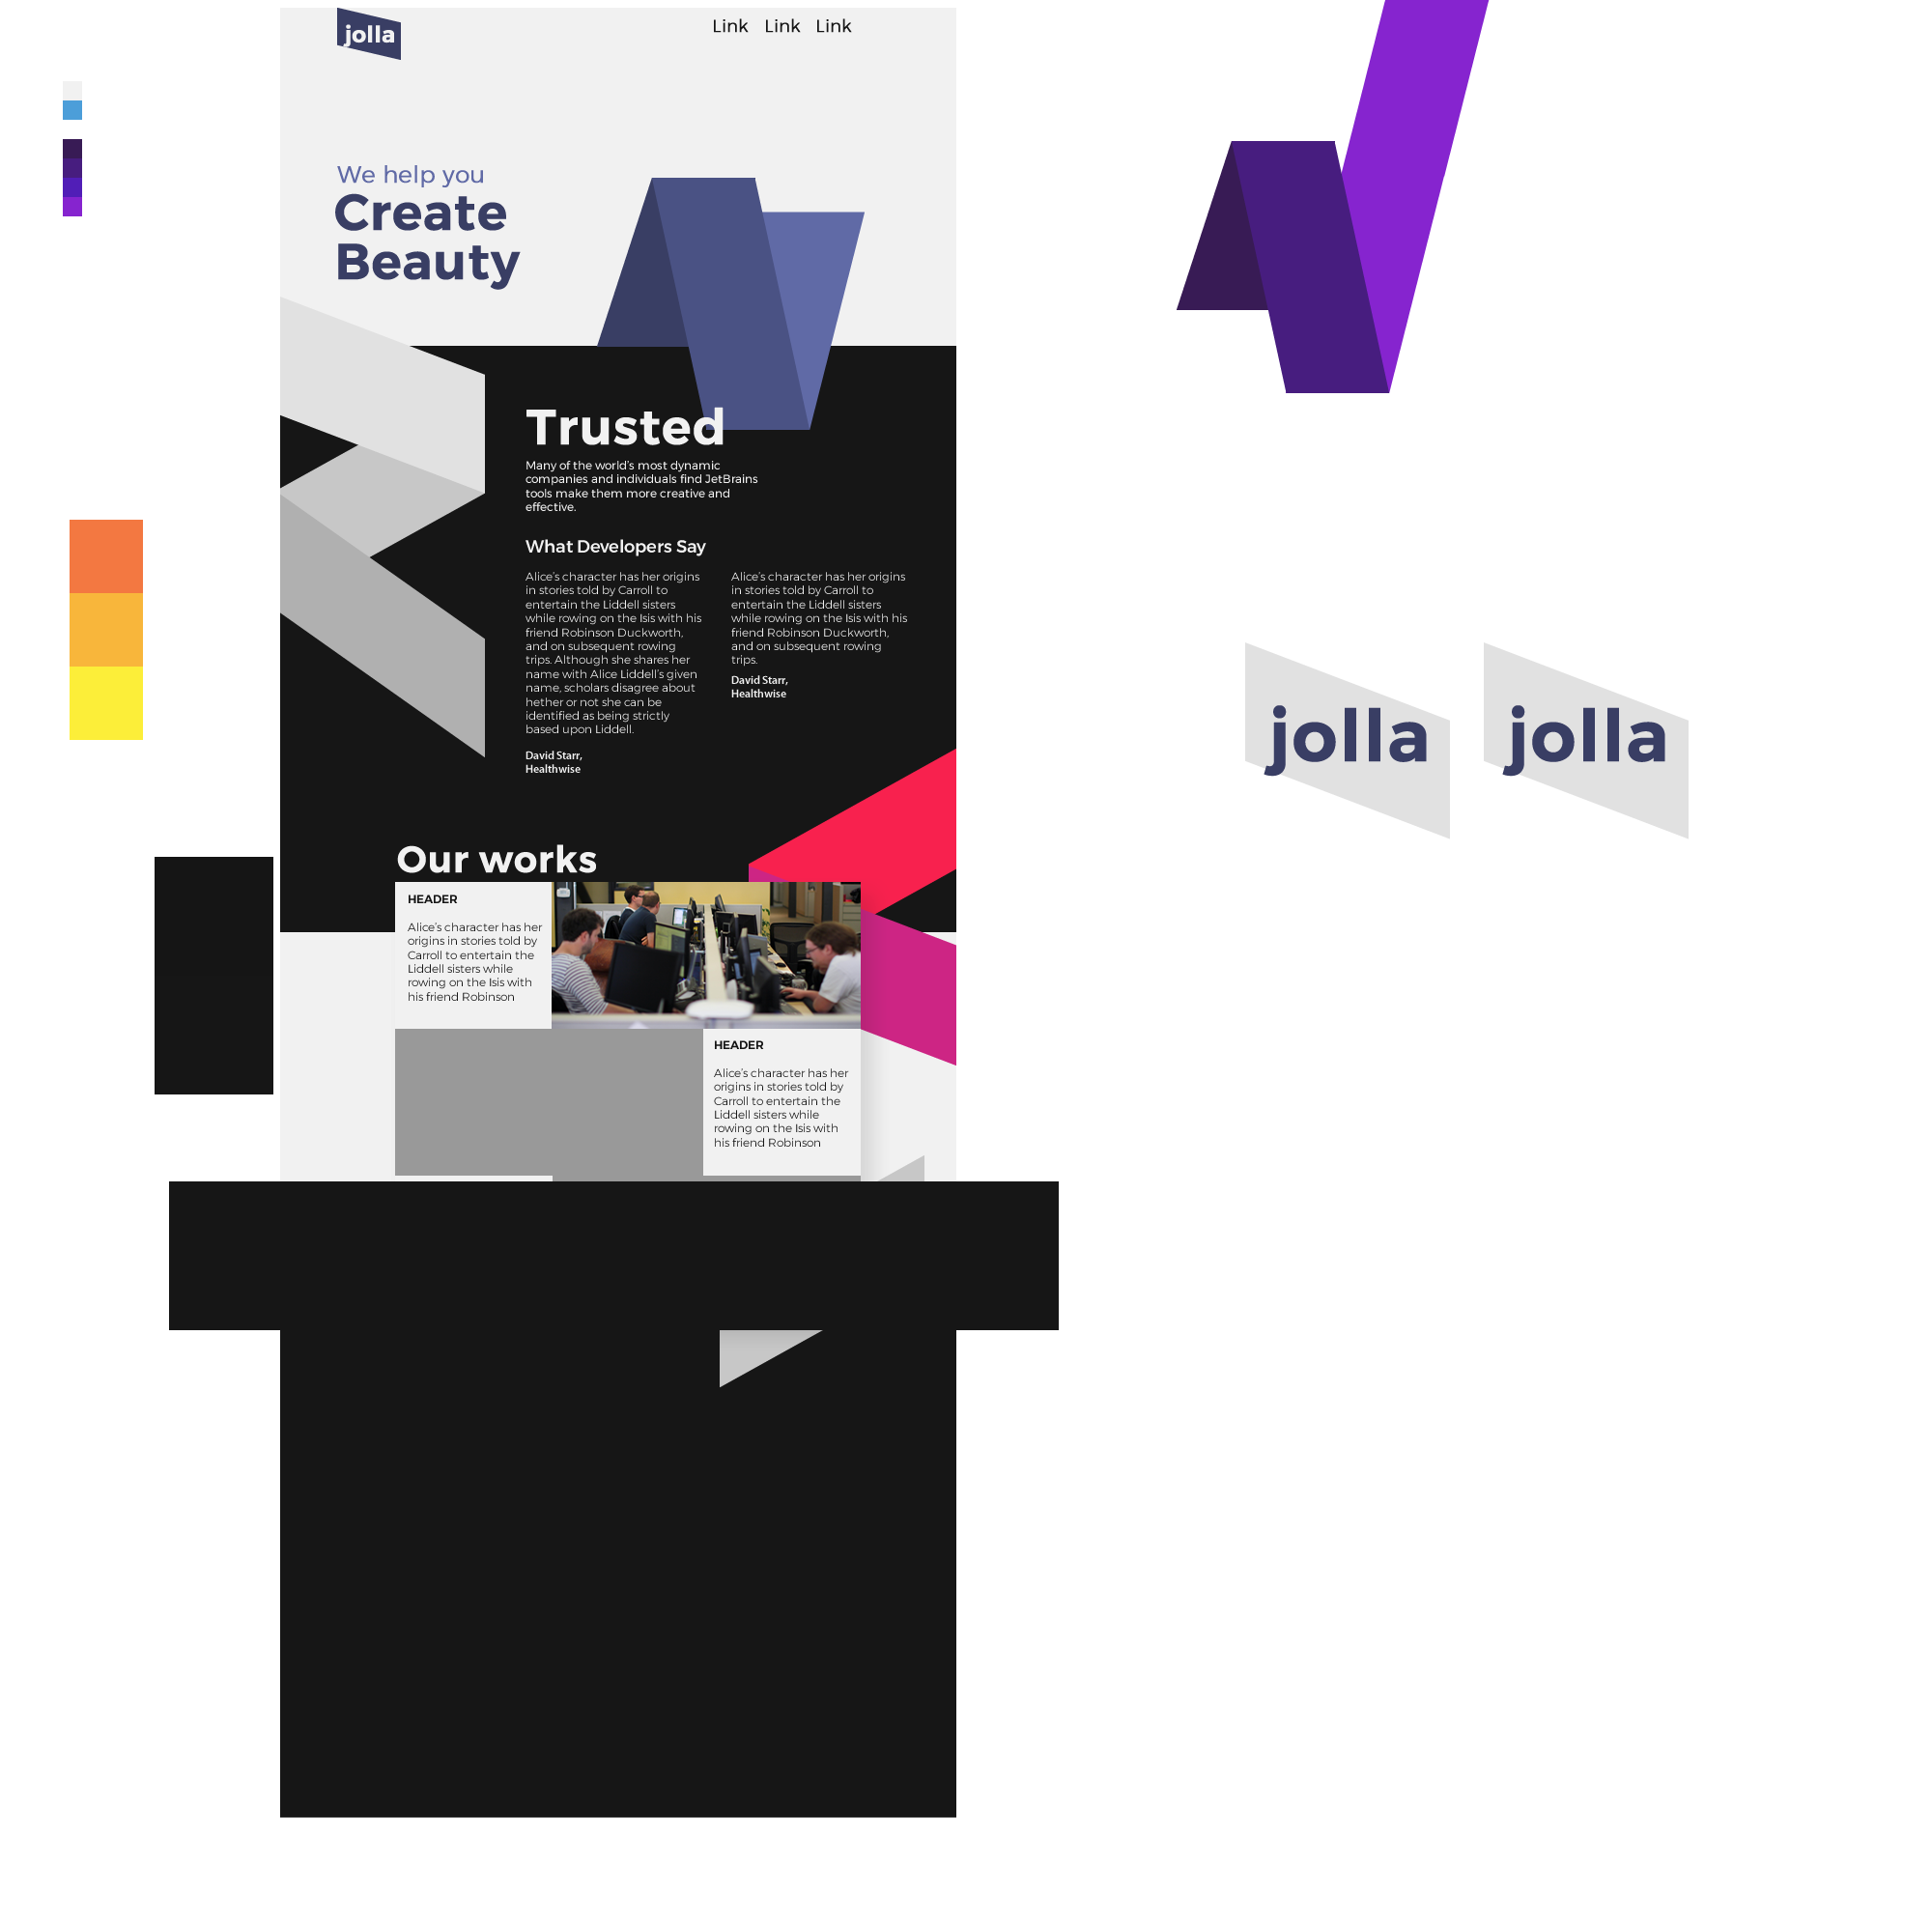 jolla
Link Link Link
We help you
Create
Beauty
Trusted
Many of the world's most dynamic
companies and individuals find JetBrains
tools make them more creative and
effective.
What Developers Say
Alice's character has her origins
in stories told by Carroll to
entertain the Liddell sisters
while rowing on the Isis with his
friend Robinson Duckworth,
and on subsequent rowing
trips. Although she shares her
name with Alice Liddell's given
name, scholars disagree about
hether or not she can be
identified as being strictly
based upon Liddell.
David Starr,
Healthwise
Alice's character has her origins
in stories told by Carroll to
entertain the Liddell sisters
while rowing on the Isis with his
friend Robinson Duckworth,
and on subsequent rowing
trips.
David Starr,
Healthwise
Our works
HEADER
Alice's character has her
origins in stories told by
Carroll to entertain the
Liddell sisters while
rowing on the Isis with
his friend Robinson
HEADER
Alice's character has her
origins in stories told by
Carroll to entertain the
Liddell sisters while
rowing on the Isis with
his friend Robinson
jolla
jolla